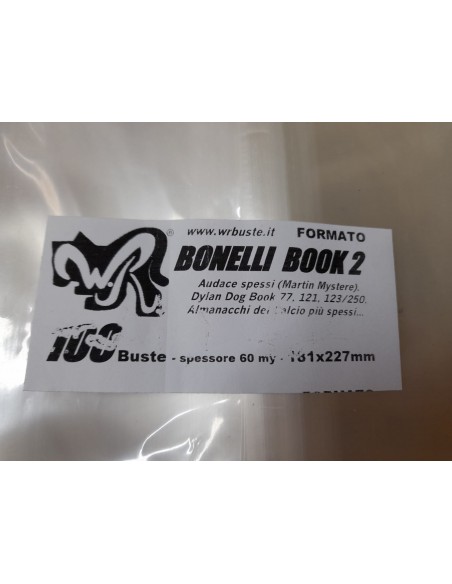 www.wrbuste.it FORMATO
W.R. ®
BONELLI BOOK 2
Audace spessi (Martin Mystere).
Dylan Dog Book 77, 121, 123/250.
Almanacchi del Calcio più spessi...
100 Buste - spessore 60 my - 181x227mm
FORMATO